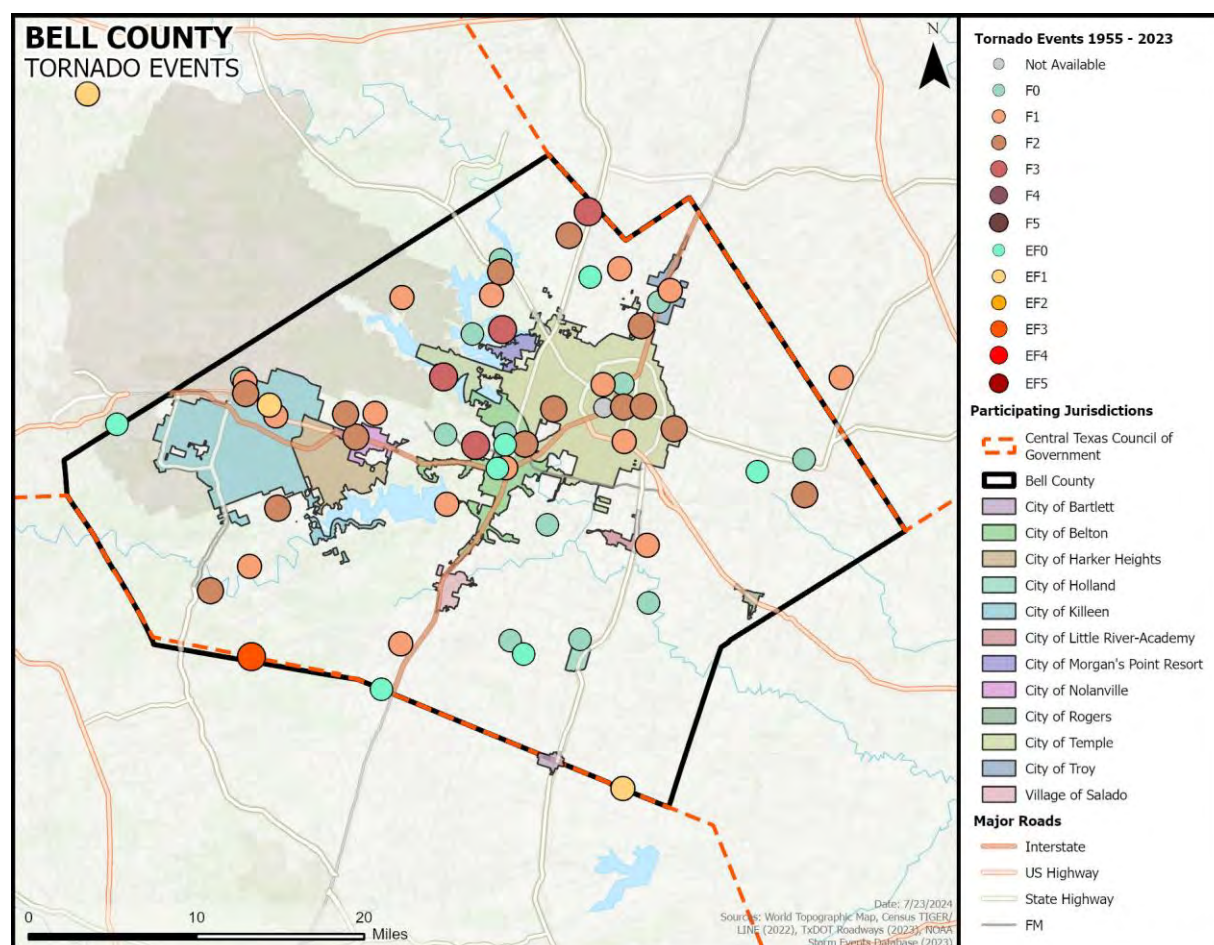 BELL COUNTY
TORNADO EVENTS
N
0
10
20
Miles
Date: 7/23/2024
Sources: World Topographic Map, Census TIGER/
LINE (2022), TxDOT Roadways (2023), NOAA
Storm Events Database (2023)
Tornado Events 1955 - 2023
Not Available
F0
F1
F2
F3
F4
F5
EF0
EF1
EF2
EF3
EF4
EF5
Participating Jurisdictions
Central Texas Council of
Government
Bell County
City of Bartlett
City of Belton
City of Harker Heights
City of Holland
City of Killeen
City of Little River-Academy
City of Morgan's Point Resort
City of Nolanville
City of Rogers
City of Temple
City of Troy
Village of Salado
Major Roads
Interstate
US Highway
State Highway
FM